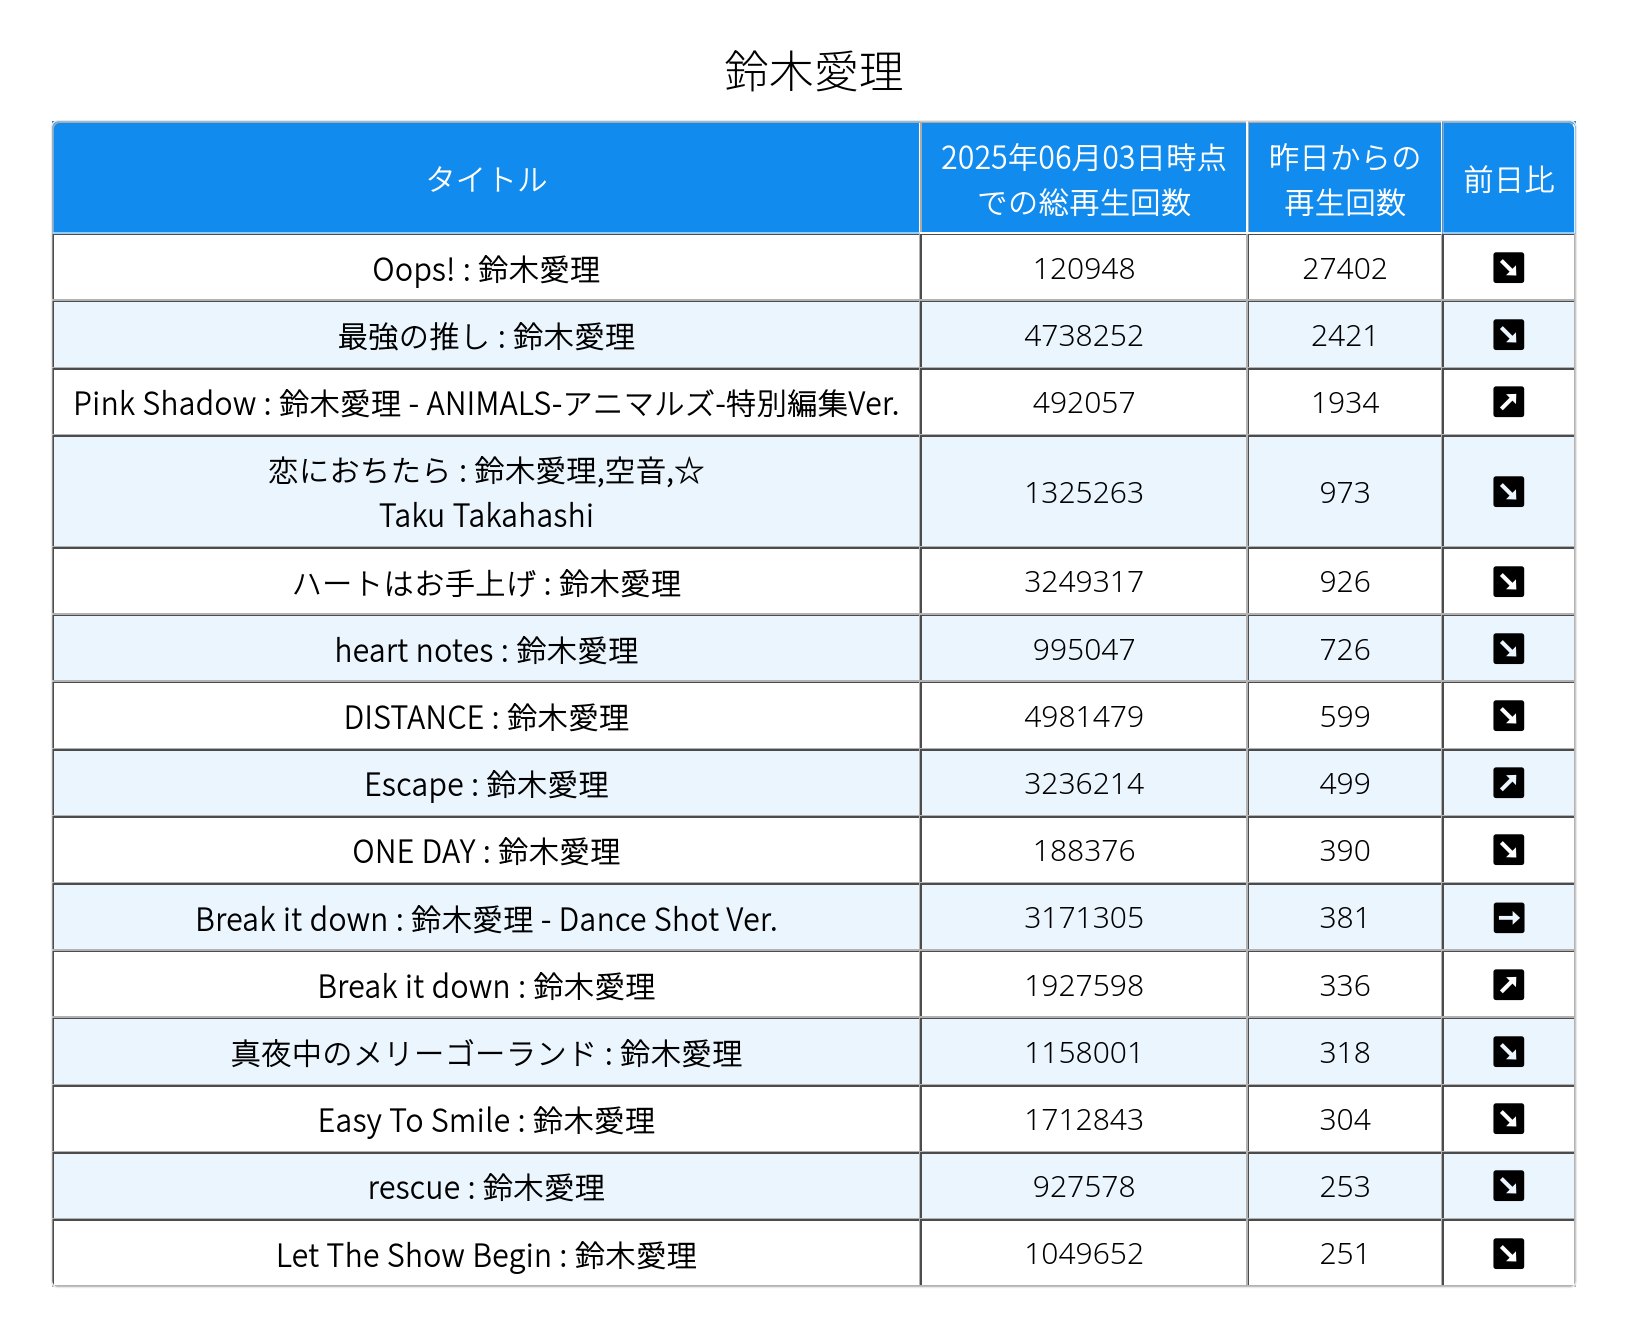 鈴木愛理
タイトル 2025年06月03日時点 昨日からの 前日比
での総再生回数 再生回数
Oops! : 鈴木愛理 120948 27402 ↘
最強の推し : 鈴木愛理 4738252 2421 ↘
Pink Shadow : 鈴木愛理 - ANIMALS-アニマルズ-特別編集Ver. 492057 1934 ↗
恋におちたら : 鈴木愛理,空音,☆ 1325263 973 ↘
Taku Takahashi
ハートはお手上げ : 鈴木愛理 3249317 926 ↘
heart notes : 鈴木愛理 995047 726 ↘
DISTANCE : 鈴木愛理 4981479 599 ↘
Escape : 鈴木愛理 3236214 499 ↗
ONE DAY : 鈴木愛理 188376 390 ↘
Break it down : 鈴木愛理 - Dance Shot Ver. 3171305 381 →
Break it down : 鈴木愛理 1927598 336 ↗
真夜中のメリーゴーランド : 鈴木愛理 1158001 318 ↘
Easy To Smile : 鈴木愛理 1712843 304 ↘
rescue : 鈴木愛理 927578 253 ↘
Let The Show Begin : 鈴木愛理 1049652 251 ↘